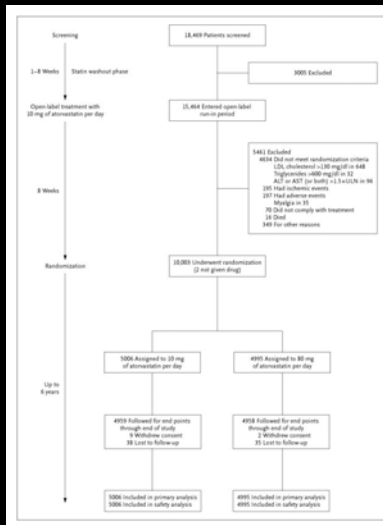 Screening
18,469 Patients screened
1–8 Weeks
Statin washout phase
3005 Excluded
Open-label treatment with
10 mg of atorvastatin per day
15,464 Entered open-label
run-in period
8 Weeks
5461 Excluded
4634 Did not meet randomization criteria
LDL cholesterol >130 mg/dl in 648
Triglycerides >600 mg/dl in 32
ALT or AST (or both) >1.5×ULN in 96
195 Had ischemic events
197 Had adverse events
Myalgia in 35
70 Did not comply with treatment
16 Died
349 For other reasons
Randomization
10,003 Underwent randomization
(2 not given drug)
Up to
6 years
5006 Assigned to 10 mg
of atorvastatin per day
4995 Assigned to 80 mg
of atorvastatin per day
4959 Followed for end points
through end of study
9 Withdrew consent
38 Lost to follow-up
4958 Followed for end points
through end of study
2 Withdrew consent
35 Lost to follow-up
5006 Included in primary analysis
5006 Included in safety analysis
4995 Included in primary analysis
4995 Included in safety analysis